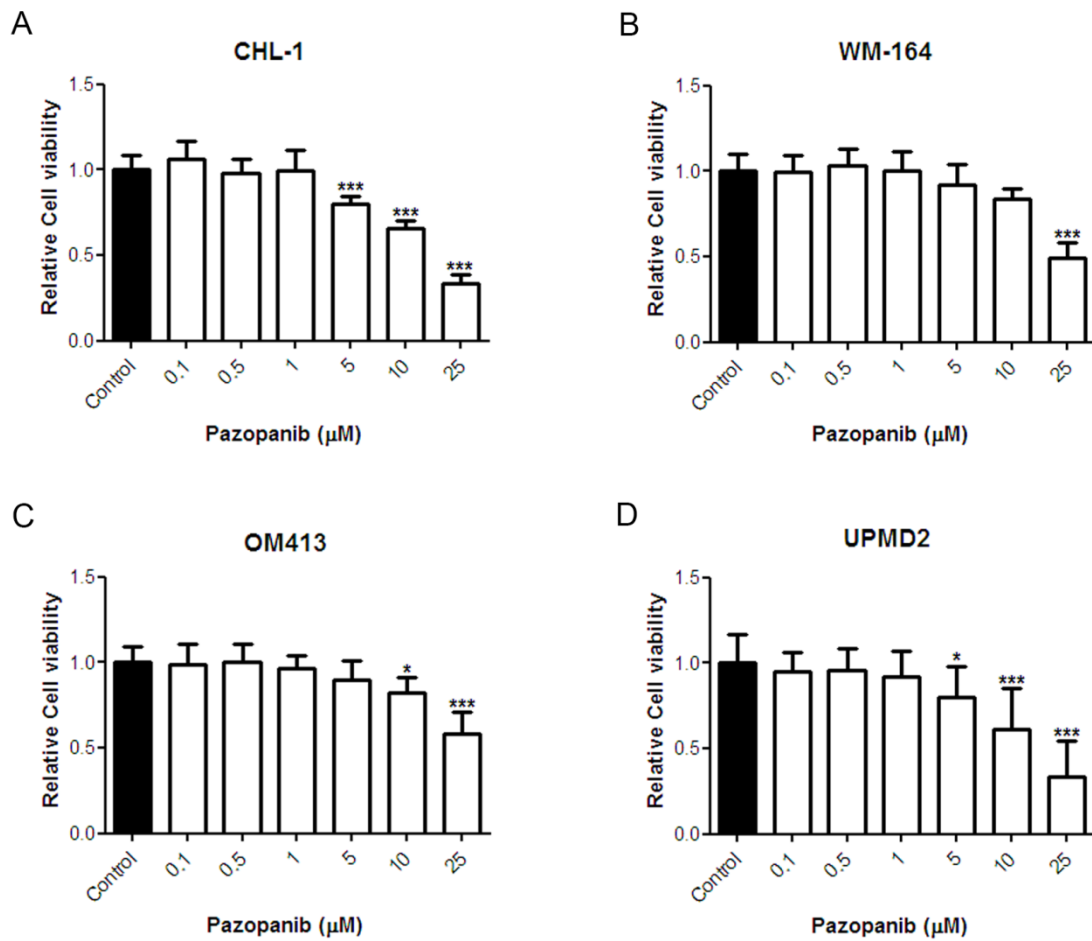 A
CHL-1
Relative Cell viability
1.5
1.0
0.5
0.0
***
***
***
Control 0.1 0.5 1 5 10 25
Pazopanib (μM)
B
WM-164
Relative Cell viability
1.5
1.0
0.5
0.0
***
Control 0.1 0.5 1 5 10 25
Pazopanib (μM)
C
OM413
Relative Cell viability
1.5
1.0
0.5
0.0
*
***
Control 0.1 0.5 1 5 10 25
Pazopanib (μM)
D
UPMD2
Relative Cell viability
1.5
1.0
0.5
0.0
*
***
***
Control 0.1 0.5 1 5 10 25
Pazopanib (μM)